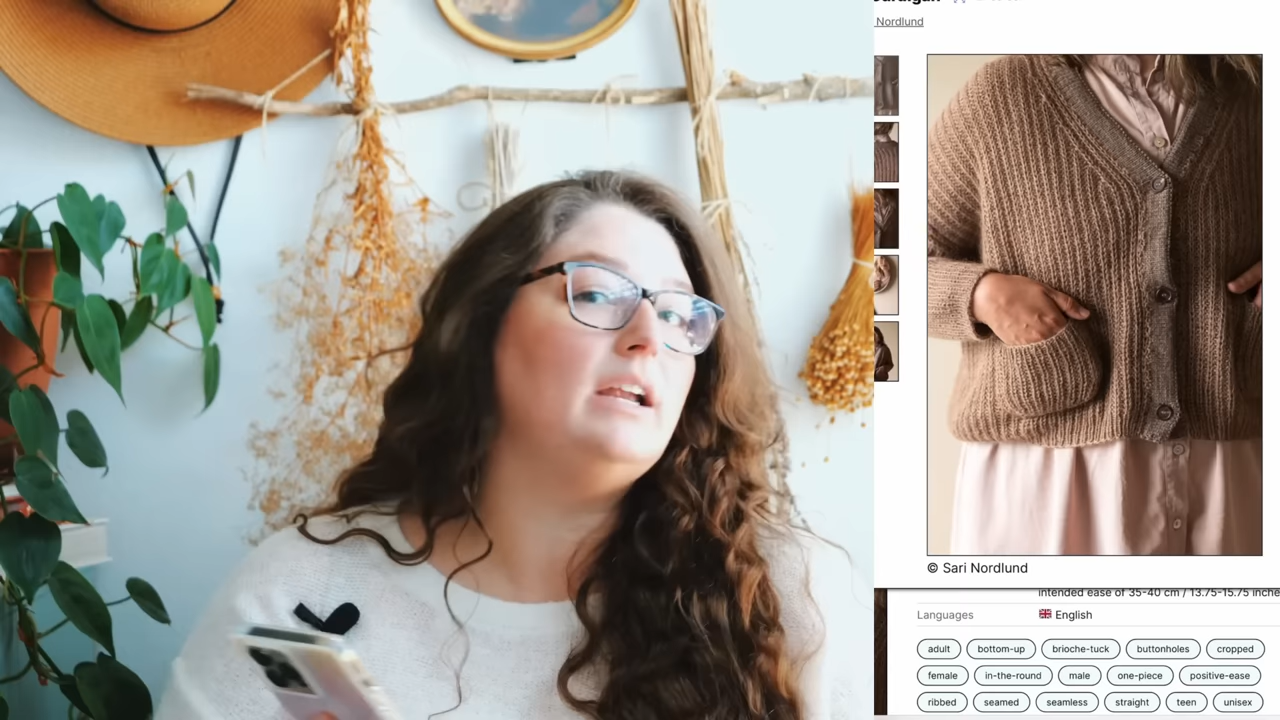 Nordlund
© Sari Nordlund
intended ease of 35-40 cm / 13.75-15.75 inche
Languages English
adult bottom-up brioche-tuck buttonholes cropped
female in-the-round male one-piece positive-ease
ribbed seamed seamless straight teen unisex